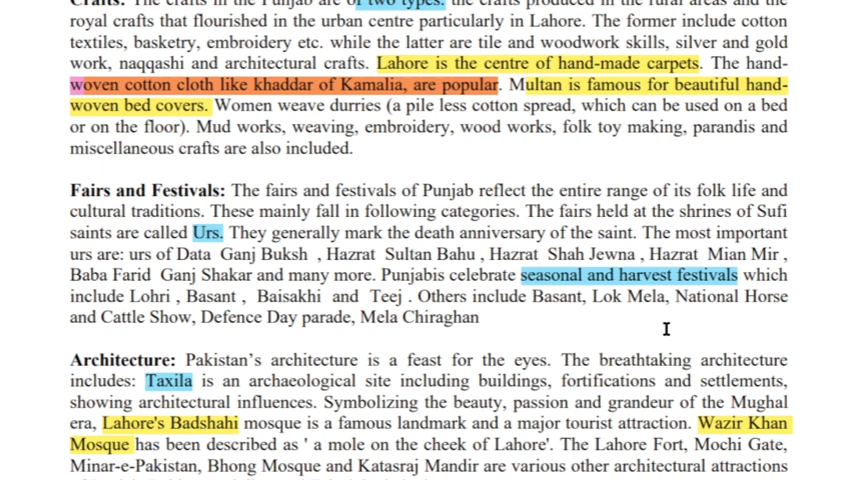 Crafts: The crafts in the Punjab are of two types: the crafts produced in the rural areas and the
royal crafts that flourished in the urban centre particularly in Lahore. The former include cotton
textiles, basketry, embroidery etc. while the latter are tile and woodwork skills, silver and gold
work, naqqashi and architectural crafts. Lahore is the centre of hand-made carpets. The hand-
woven cotton cloth like khaddar of Kamalia, are popular. Multan is famous for beautiful hand-
woven bed covers. Women weave durries (a pile less cotton spread, which can be used on a bed
or on the floor). Mud works, weaving, embroidery, wood works, folk toy making, parandis and
miscellaneous crafts are also included.
Fairs and Festivals: The fairs and festivals of Punjab reflect the entire range of its folk life and
cultural traditions. These mainly fall in following categories. The fairs held at the shrines of Sufi
saints are called Urs. They generally mark the death anniversary of the saint. The most important
urs are: urs of Data Ganj Buksh , Hazrat Sultan Bahu , Hazrat Shah Jewna , Hazrat Mian Mir ,
Baba Farid Ganj Shakar and many more. Punjabis celebrate seasonal and harvest festivals which
include Lohri , Basant , Baisakhi and Teej . Others include Basant, Lok Mela, National Horse
and Cattle Show, Defence Day parade, Mela Chiraghan
Architecture: Pakistan's architecture is a feast for the eyes. The breathtaking architecture
includes: Taxila is an archaeological site including buildings, fortifications and settlements,
showing architectural influences. Symbolizing the beauty, passion and grandeur of the Mughal
era, Lahore's Badshahi mosque is a famous landmark and a major tourist attraction. Wazir Khan
Mosque has been described as ' a mole on the cheek of Lahore'. The Lahore Fort, Mochi Gate,
Minar-e-Pakistan, Bhong Mosque and Katasraj Mandir are various other architectural attractions